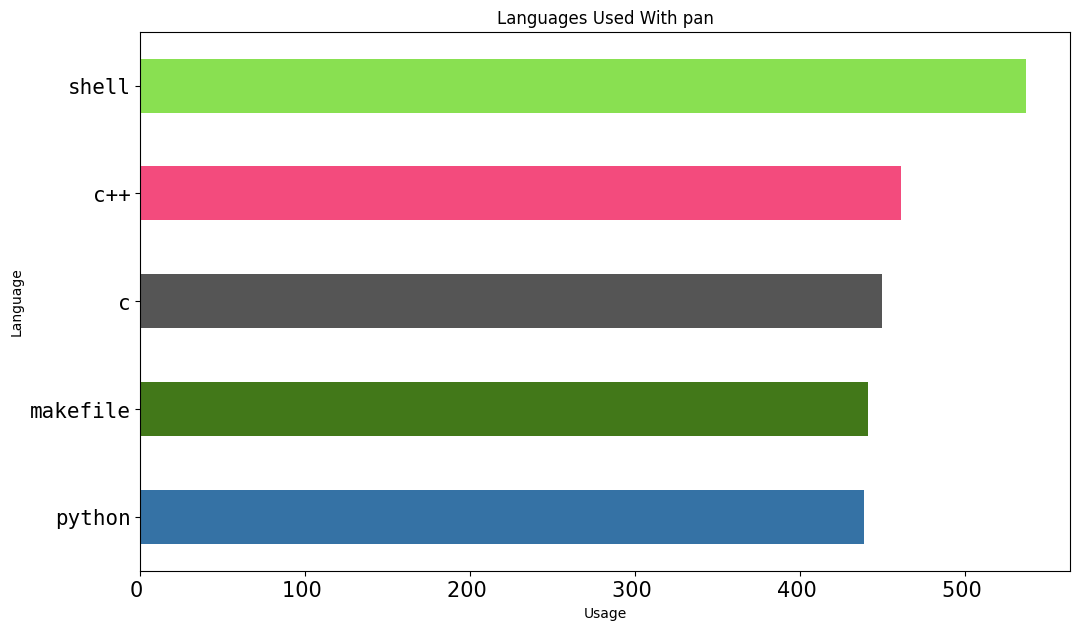 Languages Used With pan
shell
c++
c
makefile
python
Language
0 100 200 300 400 500
Usage